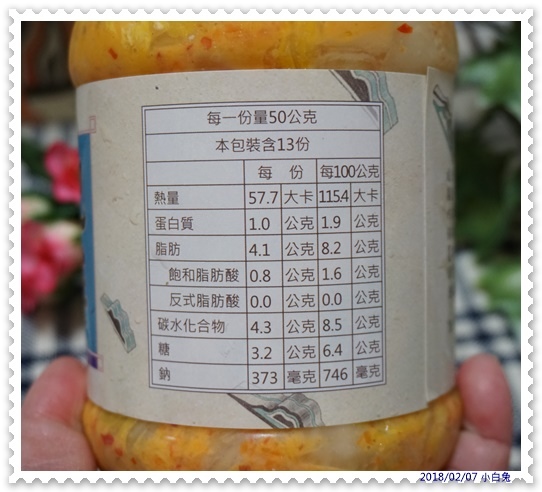 每一份量50公克
本包裝含13份
每 份 每100公克
熱量 57.7 大卡 115.4 大卡
蛋白質 1.0 公克 1.9 公克
脂肪 4.1 公克 8.2 公克
飽和脂肪酸 0.8 公克 1.6 公克
反式脂肪酸 0.0 公克 0.0 公克
碳水化合物 4.3 公克 8.5 公克
糖 3.2 公克 6.4 公克
鈉 373 毫克 746 毫克
2018/02/07 小白兔